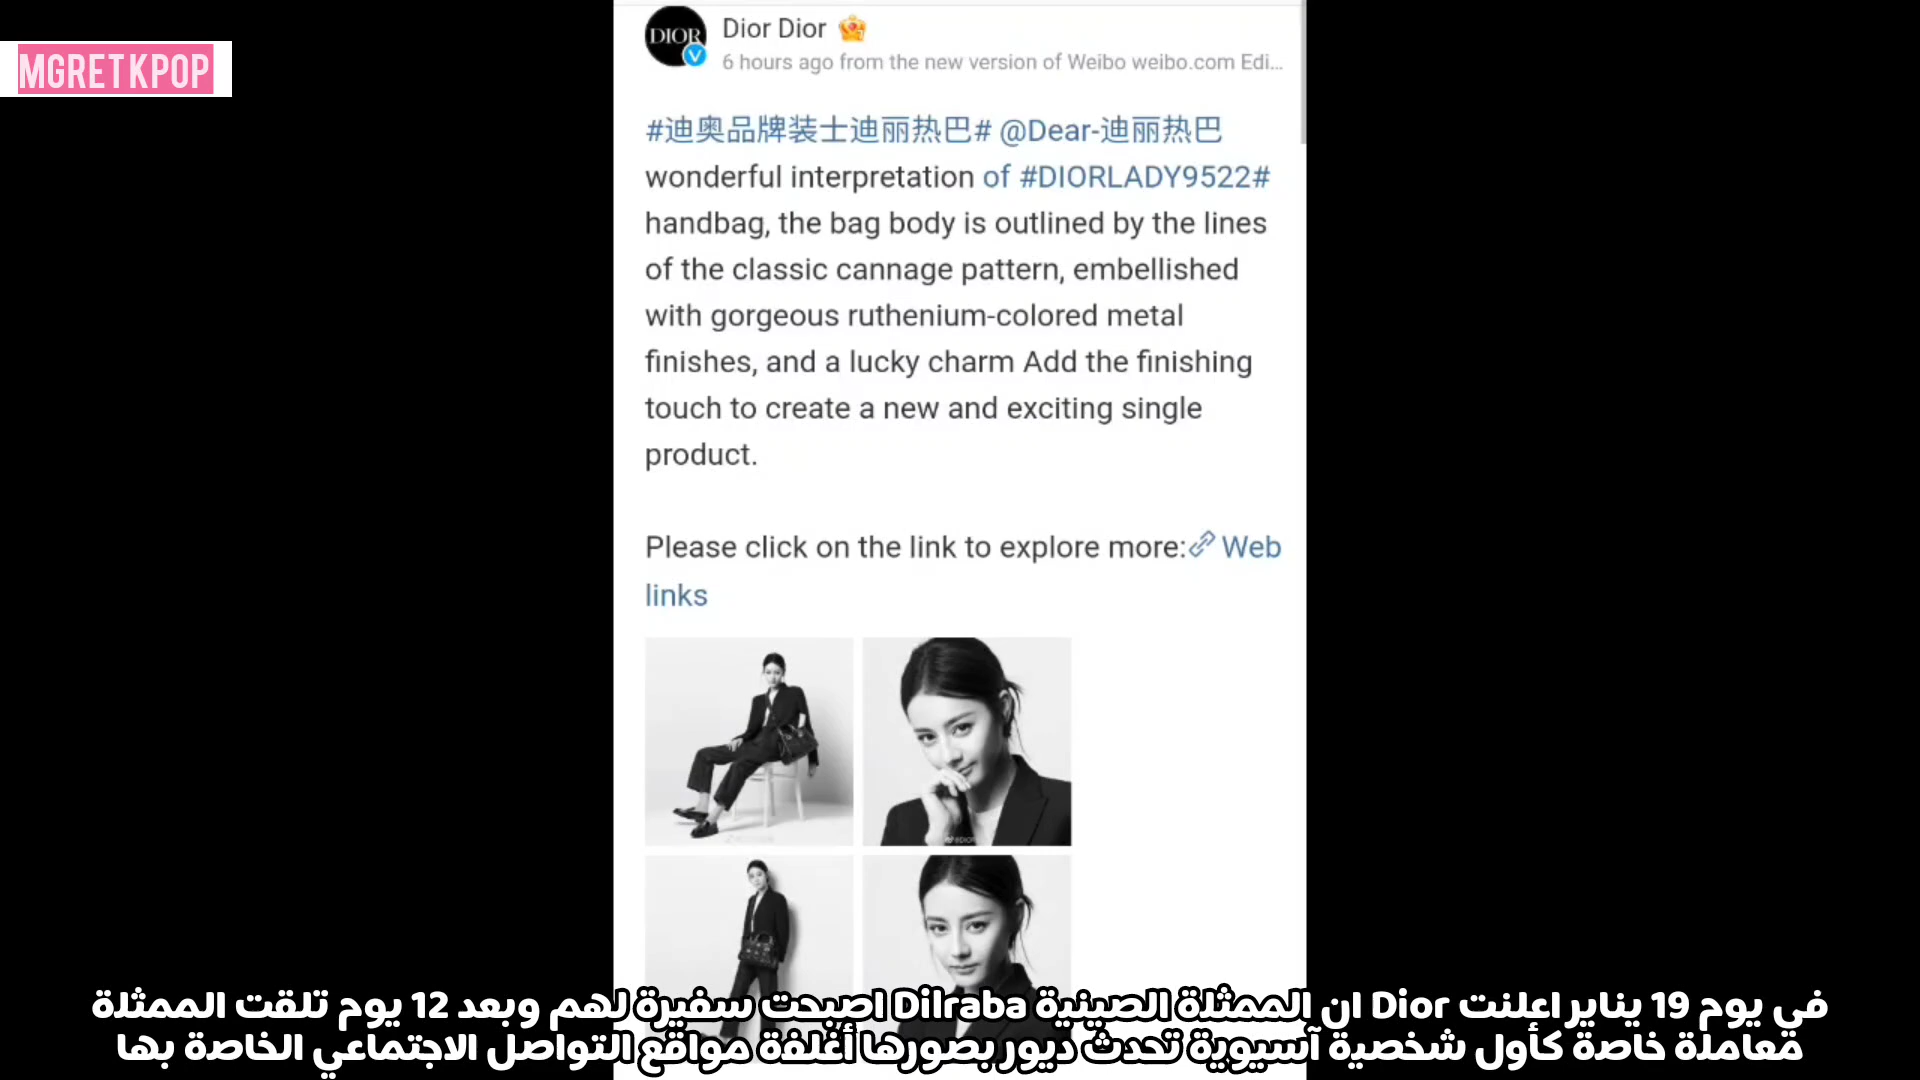 MGRETKPOP
DIOR
Dior Dior
6 hours ago from the new version of Weibo weibo.com Edi...
#迪奥品牌装士迪丽热巴# @Dear-迪丽热巴
wonderful interpretation of #DIORLADY9522#
handbag, the bag body is outlined by the lines
of the classic cannage pattern, embellished
with gorgeous ruthenium-colored metal
finishes, and a lucky charm Add the finishing
touch to create a new and exciting single
product.
Please click on the link to explore more: Web
links
في يوم 19 يناير اعلنت Dior ان الممثلة الصينية Dilraba اصبحت سفيرة لهم وبعد 12 يوم تلقت الممثلة
معاملة خاصة كأول شخصية آسيوية تحدث ديور بصورها أغلفة مواقع التواصل الاجتماعي الخاصة بها